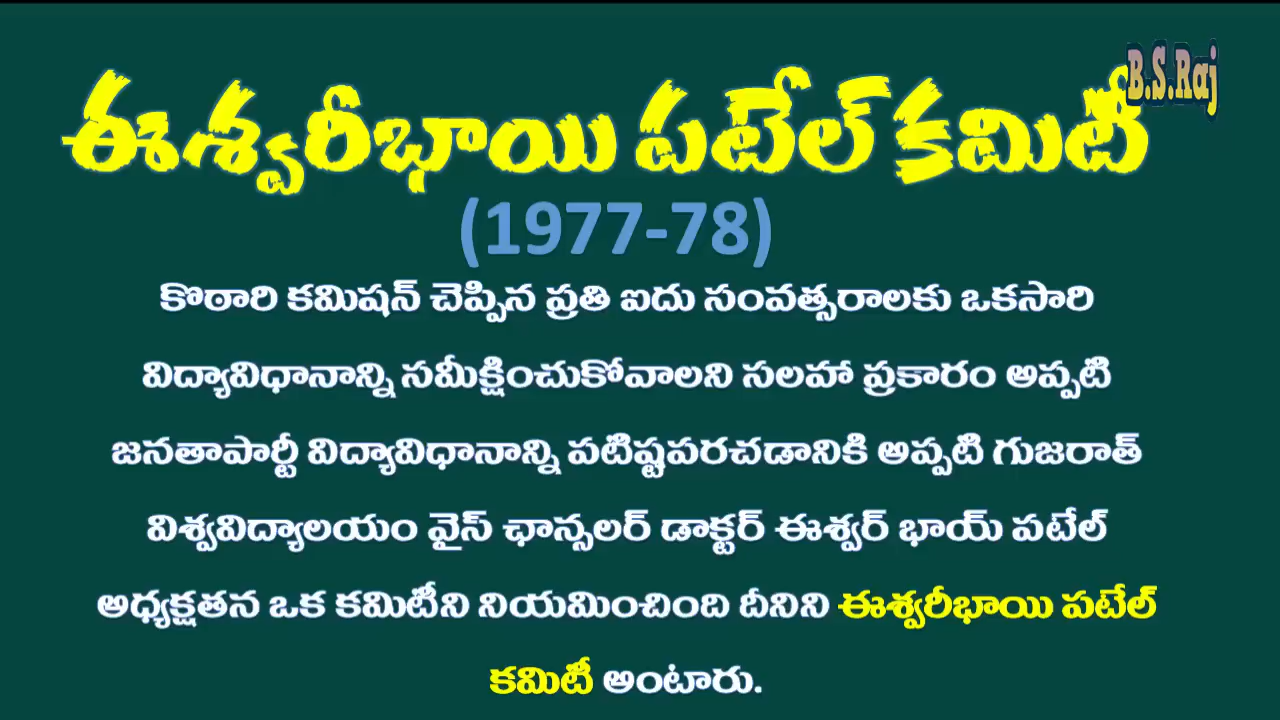 B.S.Raj
ఈశ్వరీభాయి పటేల్ కమిటీ
(1977-78)
కొఠారి కమిషన్ చెప్పిన ప్రతి ఐదు సంవత్సరాలకు ఒకసారి
విద్యావిధానాన్ని సమీక్షించుకోవాలని సలహా ప్రకారం అప్పటి
జనతాపార్టీ విద్యావిధానాన్ని పటిష్టపరచడానికి అప్పటి గుజరాత్
విశ్వవిద్యాలయం వైస్ ఛాన్సలర్ డాక్టర్ ఈశ్వర్ భాయ్ పటేల్
అధ్యక్షతన ఒక కమిటీని నియమించింది దీనిని ఈశ్వరీభాయి పటేల్
కమిటీ అంటారు.